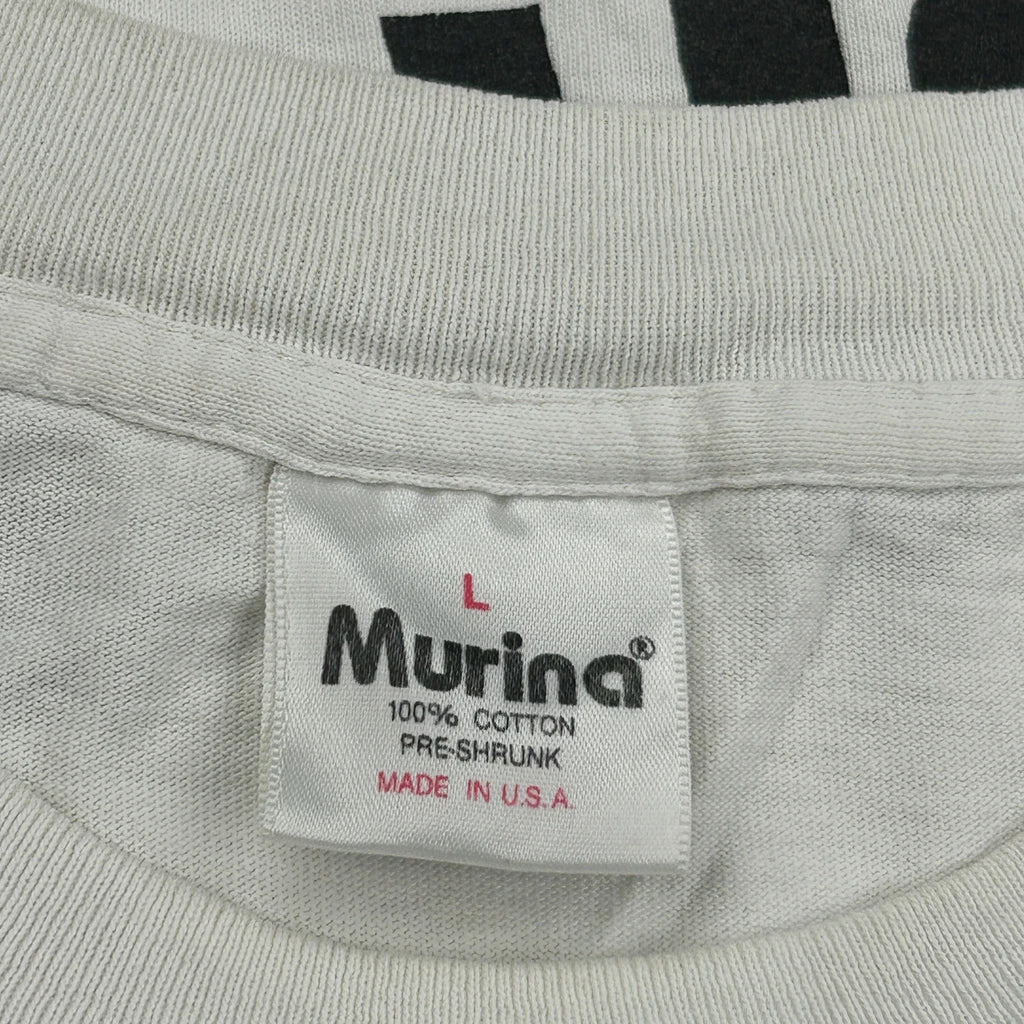 L
Murina®
100% COTTON
PRE-SHRUNK
MADE IN U.S.A.